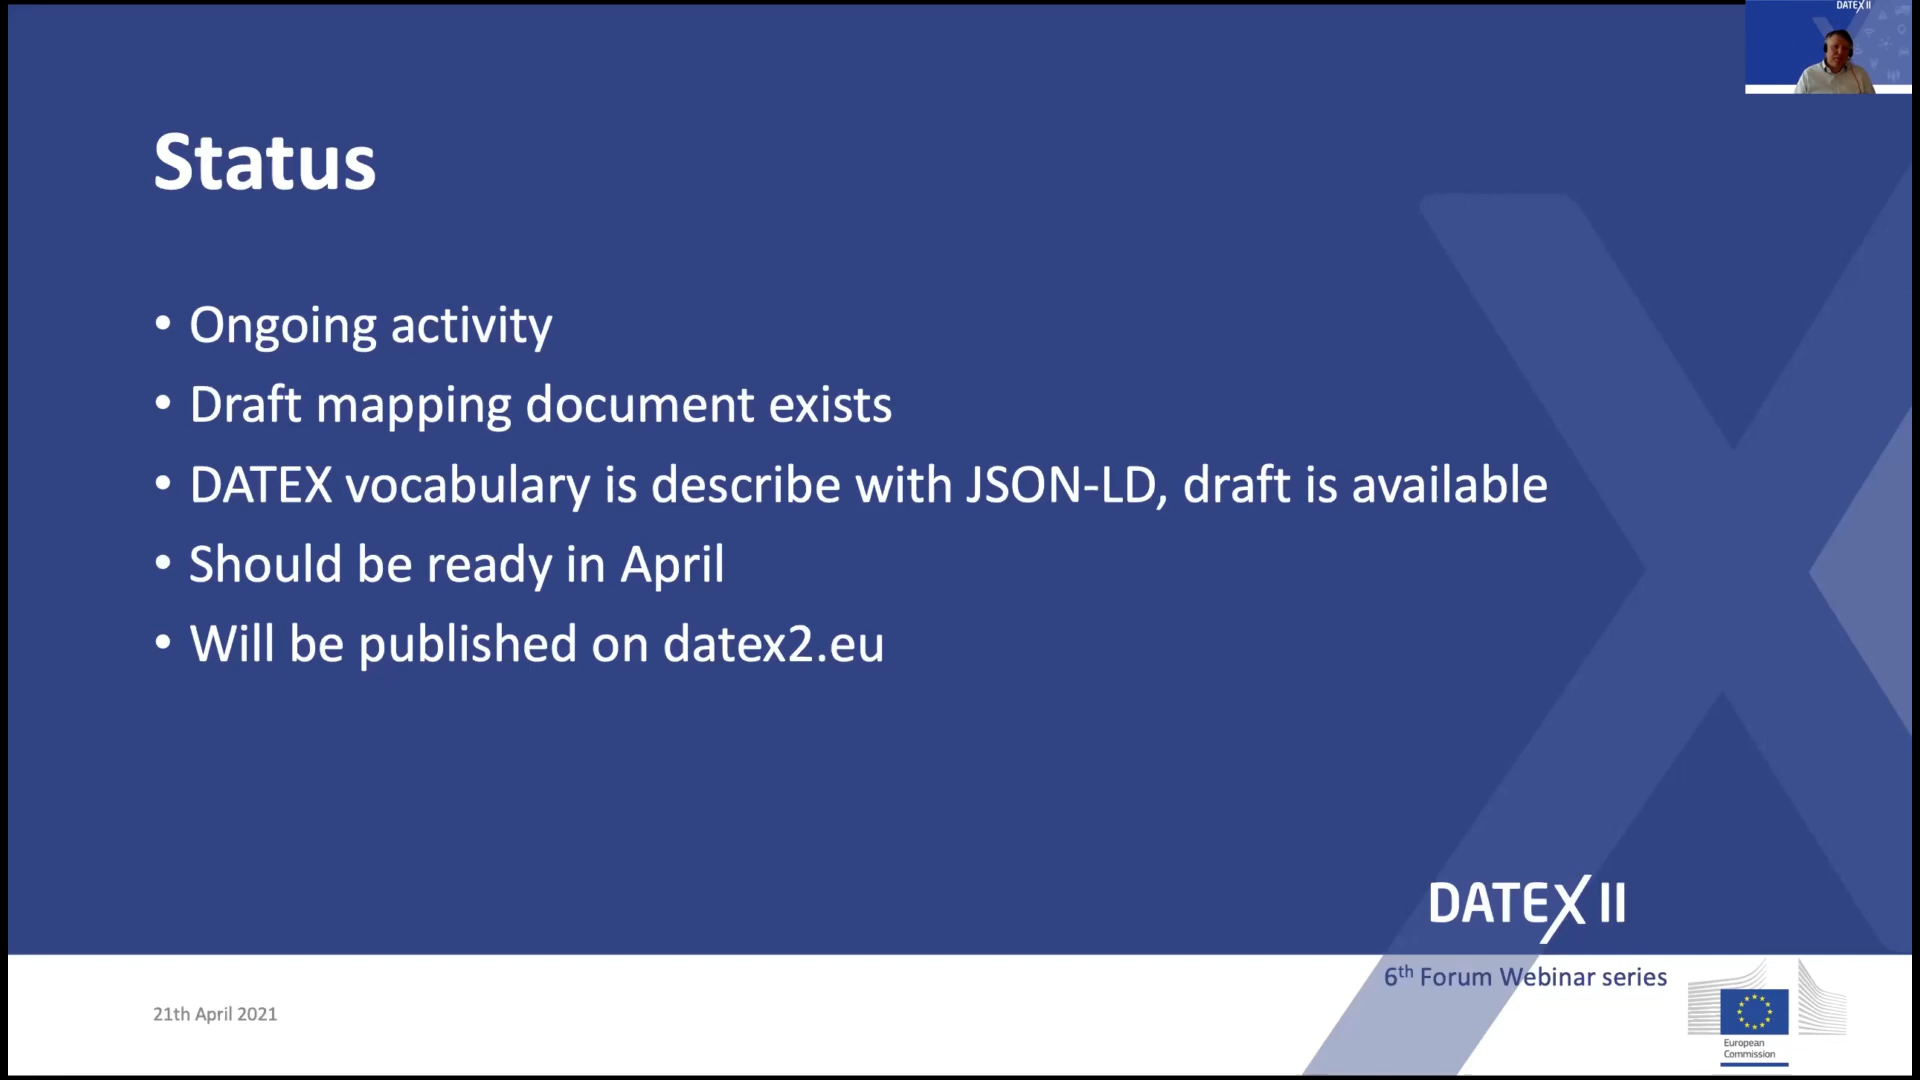 DATEX II
Status
• Ongoing activity
• Draft mapping document exists
• DATEX vocabulary is describe with JSON-LD, draft is available
• Should be ready in April
• Will be published on datex2.eu
DATEX II
6th Forum Webinar series
21th April 2021
European
Commission